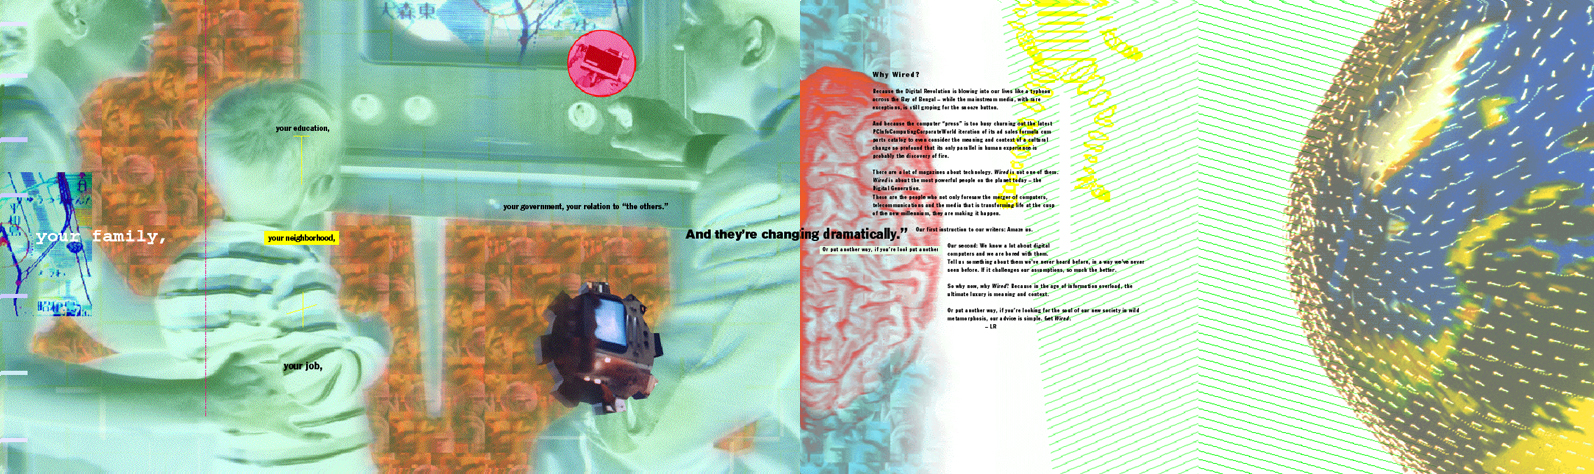 大森東
your education,
your government, your relation to “the others.”
your family,
your neighborhood,
your job,
And they're changing dramatically.”
Why Wired?
Because the Digital Revolution is blowing into our lives like a typhoon
across the Bay of Bengal – while the mainstream media, with rare
exceptions, is still groping for the snooze button.
And because the computer “press” is too busy churning out the latest
PCInfoComputingCorporateWorld iteration of its ad sales formula cum
parts catalog to even consider the meaning and context of a cultural
change so profound that its only parallel in human experience is
probably the discovery of fire.
There are a lot of magazines about technology. Wired is not one of them.
Wired is about the most powerful people on the planet today – the
Digital Generation.
These are the people who not only foresaw the merger of computers,
telecommunications and the media that is transforming life at the cusp
of the new millennium, they are making it happen.
Our first instruction to our writers: Amaze us.
Or put another way, if you're looi put another
Our second: We know a lot about digital
computers and we are bored with them.
Tell us something about them we've never heard before, in a way we've never
seen before. If it challenges our assumptions, so much the better.
So why now, why Wired? Because in the age of information overload, the
ultimate luxury is meaning and context.
Or put another way, if you're looking for the soul of our new society in wild
metamorphosis, our advice is simple. Get Wired.
– LR